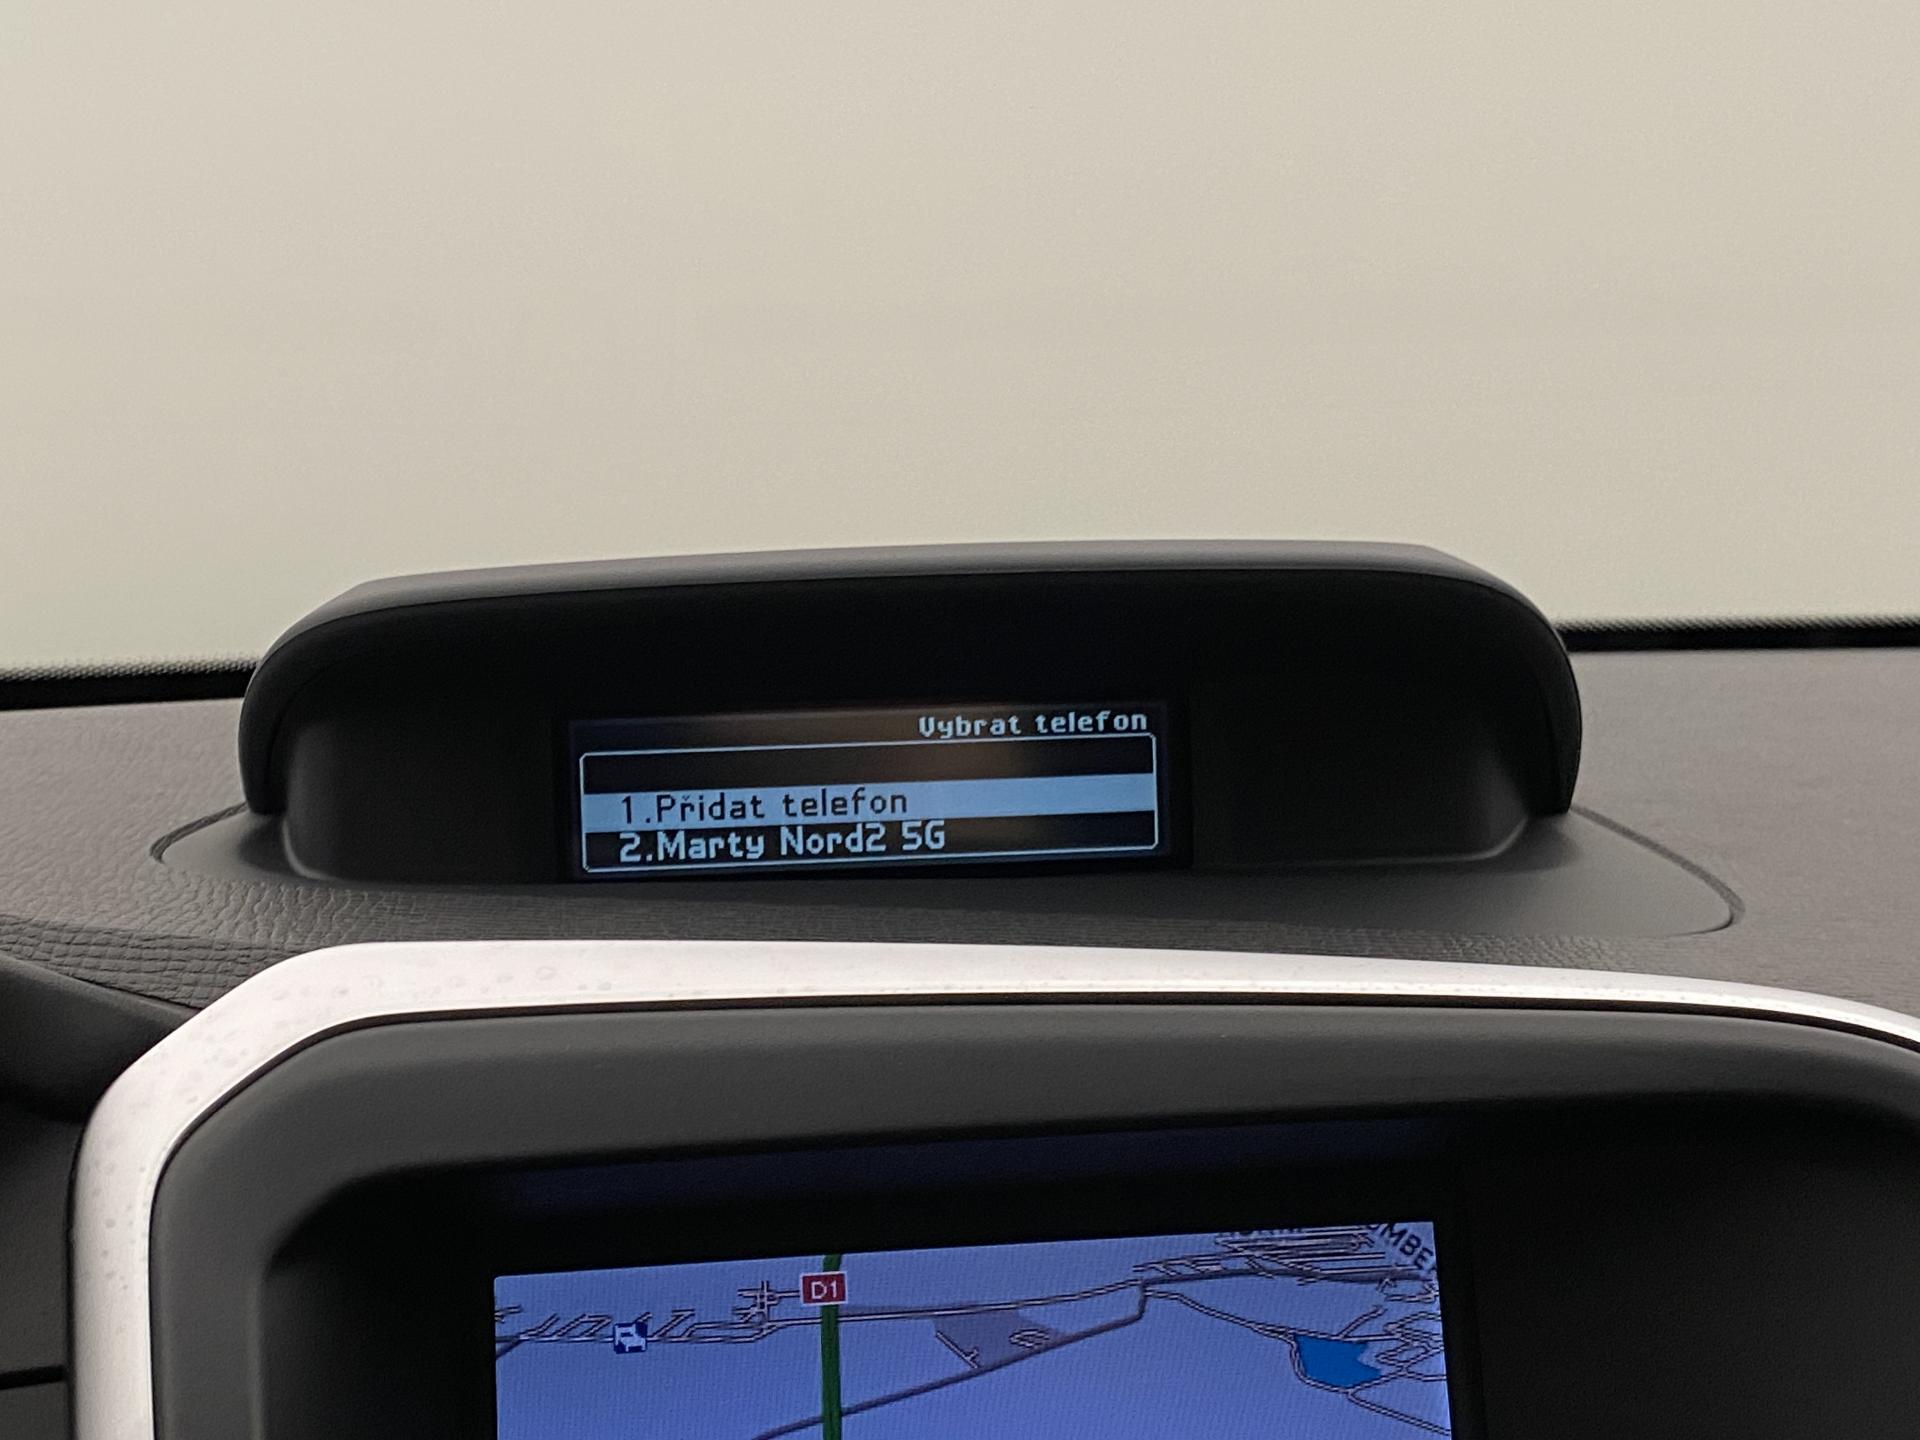 Vybrat telefon
1.Přidat telefon
2.Marty Nord2 5G
D1